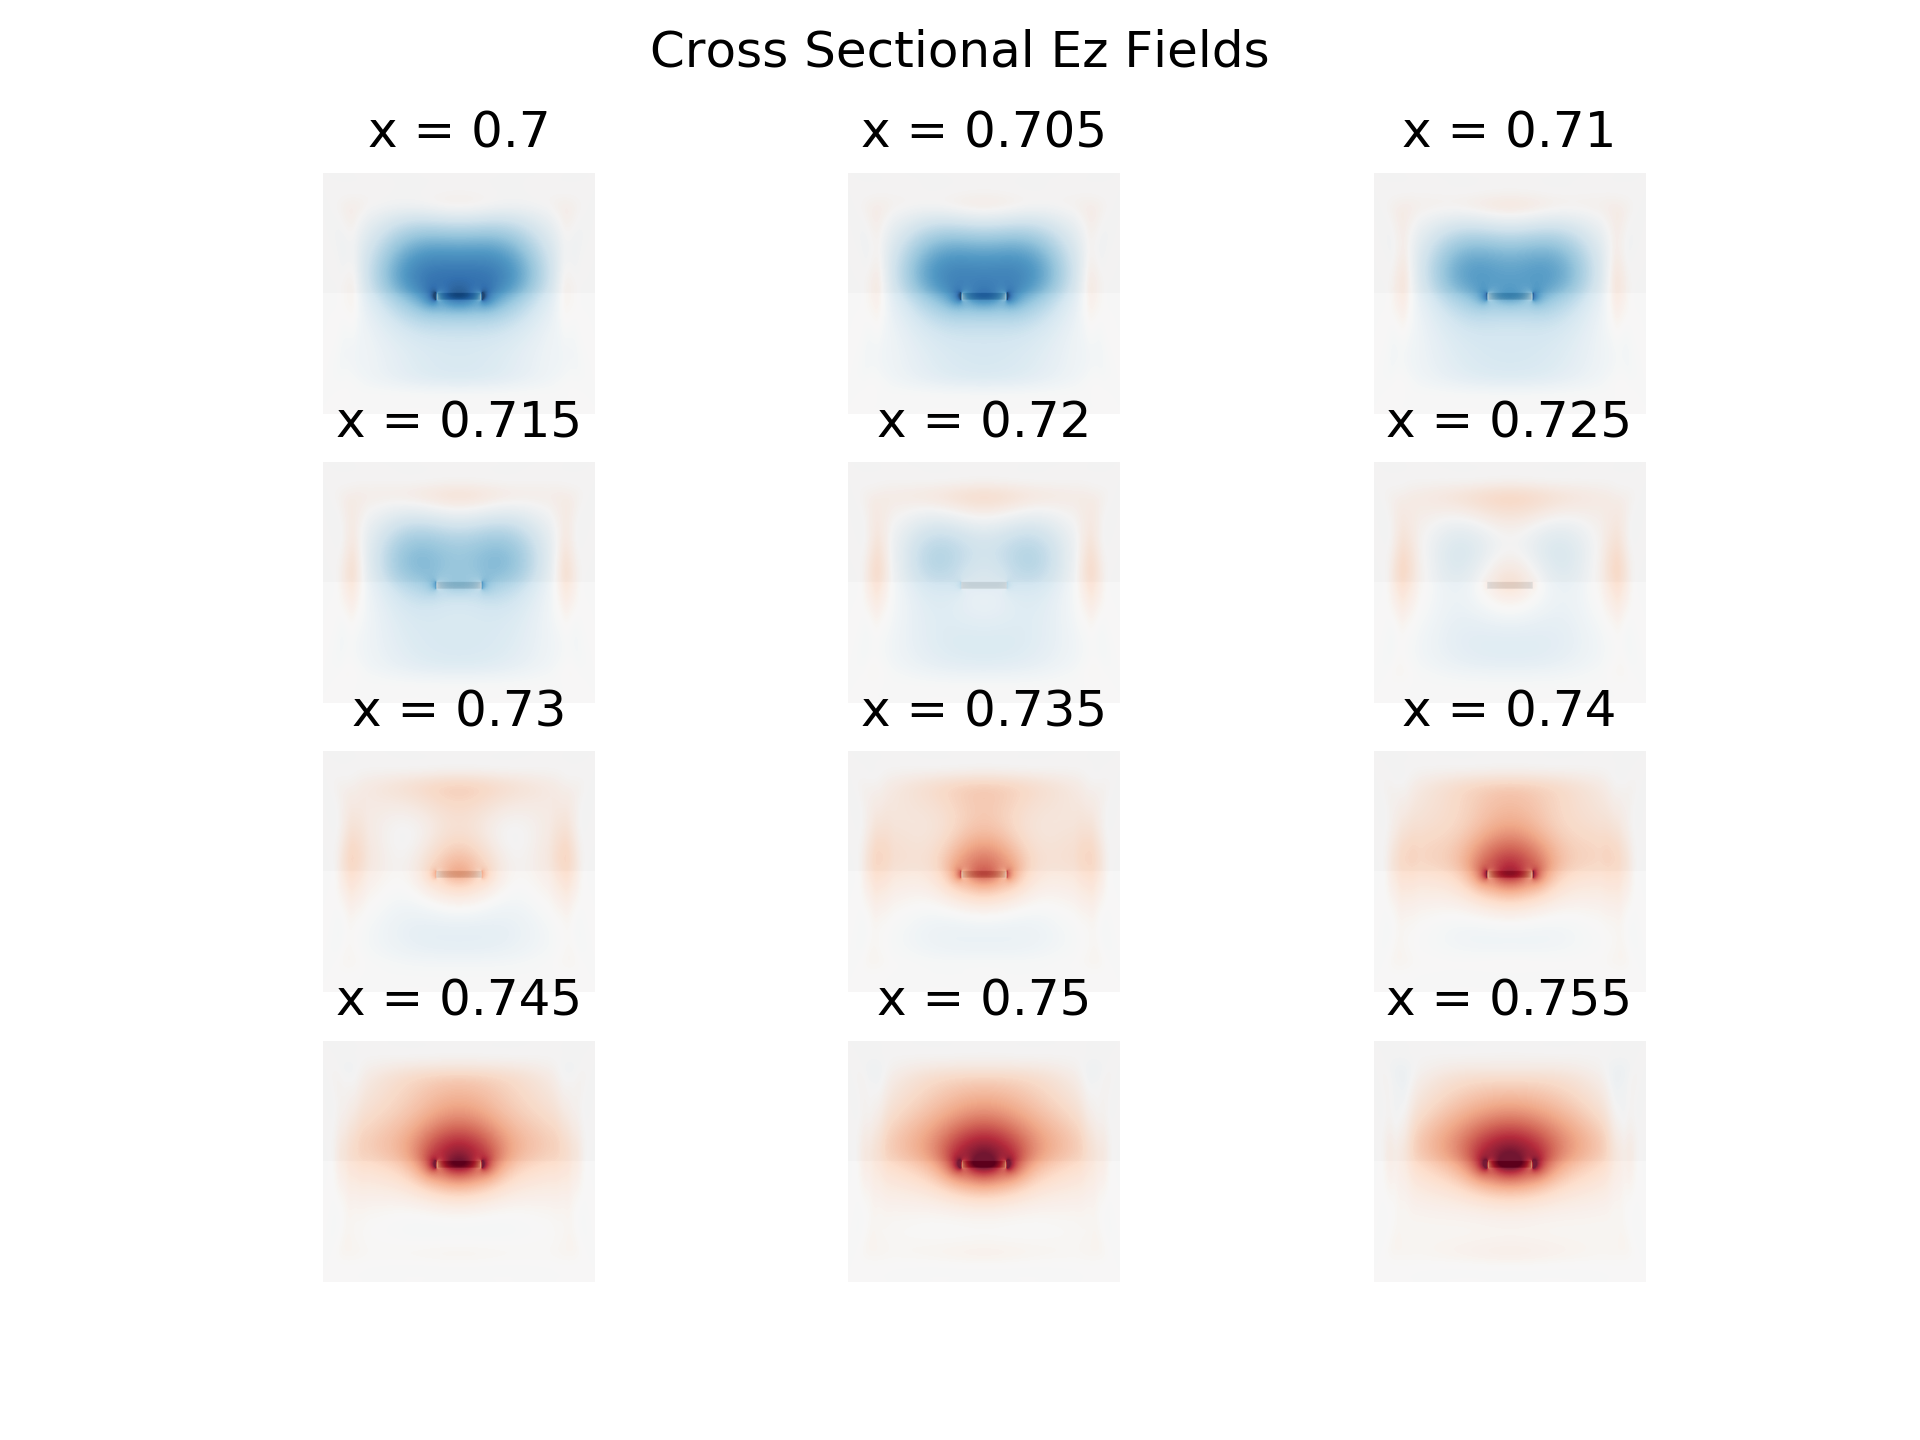 Cross Sectional Ez Fields
x = 0.7
x = 0.705
x = 0.71
x = 0.715
x = 0.72
x = 0.725
x = 0.73
x = 0.735
x = 0.74
x = 0.745
x = 0.75
x = 0.755